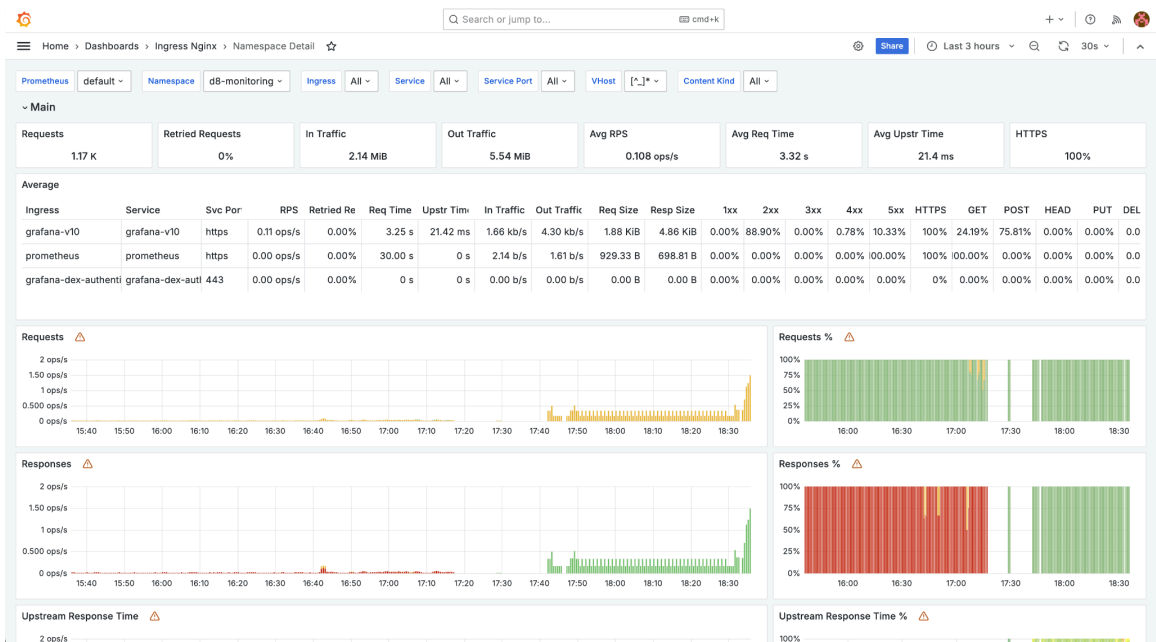 Search or jump to... cmd+k
Home › Dashboards › Ingress Nginx › Namespace Detail Share Last 3 hours 30s
Prometheus default Namespace d8-monitoring Ingress All Service All Service Port All VHost [^_]* Content Kind All
Main
Requests Retried Requests In Traffic Out Traffic Avg RPS Avg Req Time Avg Upstr Time HTTPS
1.17 K 0% 2.14 MiB 5.54 MiB 0.108 ops/s 3.32 s 21.4 ms 100%
Average
Ingress Service Svc Por RPS Retried Re Req Time Upstr Time In Traffic Out Traffic Req Size Resp Size 1xx 2xx 3xx 4xx 5xx HTTPS GET POST HEAD PUT DEL
grafana-v10 grafana-v10 https 0.11 ops/s 0.00% 3.25 s 21.42 ms 1.66 kb/s 4.30 kb/s 1.88 KiB 4.86 KiB 0.00% 88.90% 0.00% 0.78% 10.33% 100% 24.19% 75.81% 0.00% 0.00% 0.0
prometheus prometheus https 0.00 ops/s 0.00% 30.00 s 0 s 2.14 b/s 1.61 b/s 929.33 B 698.81 B 0.00% 0.00% 0.00% 0.00% 00.00% 100% 00.00% 0.00% 0.00% 0.00% 0.0
grafana-dex-authenti grafana-dex-aut 443 0.00 ops/s 0.00% 0 s 0 s 0.00 b/s 0.00 b/s 0.00 B 0.00 B 0.00% 0.00% 0.00% 0.00% 0.00% 0% 0.00% 0.00% 0.00% 0.00% 0.0
Requests
2 ops/s
1.50 ops/s
1 ops/s
0.500 ops/s
0 ops/s
15:40 15:50 16:00 16:10 16:20 16:30 16:40 16:50 17:00 17:10 17:20 17:30 17:40 17:50 18:00 18:10 18:20 18:30
Requests %
100%
75%
50%
25%
0%
16:00 16:30 17:00 17:30 18:00 18:30
Responses
2 ops/s
1.50 ops/s
1 ops/s
0.500 ops/s
0 ops/s
15:40 15:50 16:00 16:10 16:20 16:30 16:40 16:50 17:00 17:10 17:20 17:30 17:40 17:50 18:00 18:10 18:20 18:30
Responses %
100%
75%
50%
25%
0%
16:00 16:30 17:00 17:30 18:00 18:30
Upstream Response Time
2 ops/s
Upstream Response Time %
100%